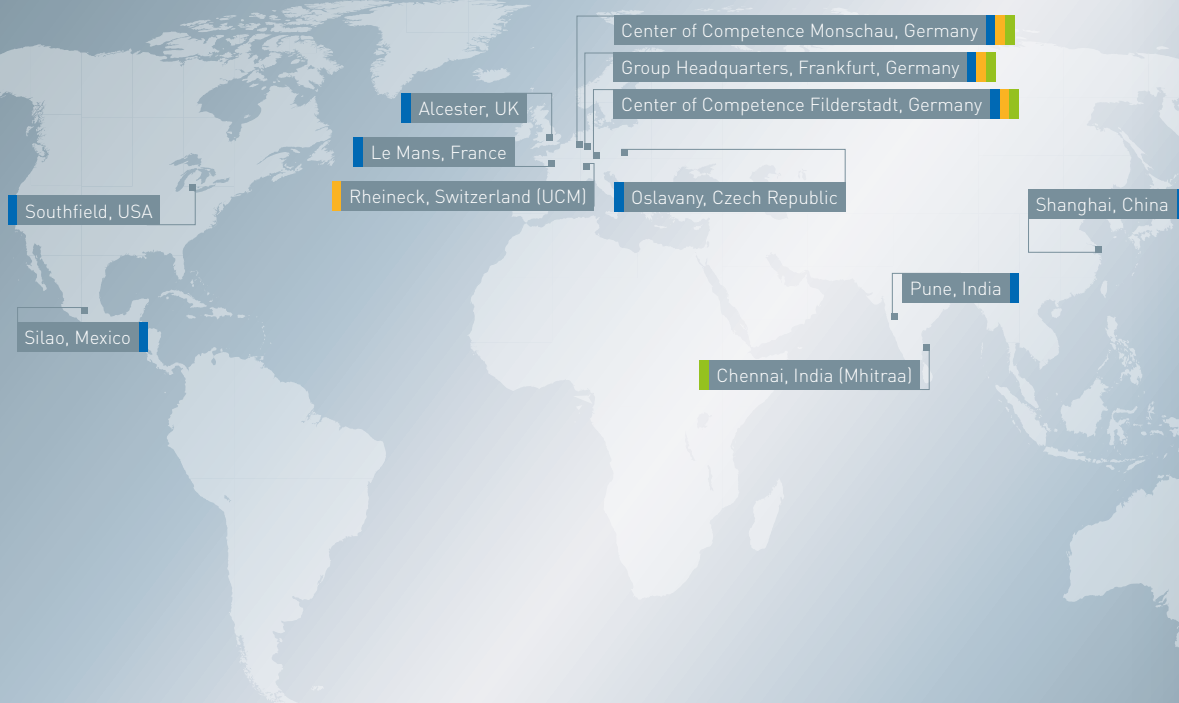 Center of Competence Monschau, Germany
Group Headquarters, Frankfurt, Germany
Center of Competence Filderstadt, Germany
Alcester, UK
Le Mans, France
Rheineck, Switzerland (UCM)
Oslavany, Czech Republic
Southfield, USA
Shanghai, China
Pune, India
Silao, Mexico
Chennai, India (Mhitraa)